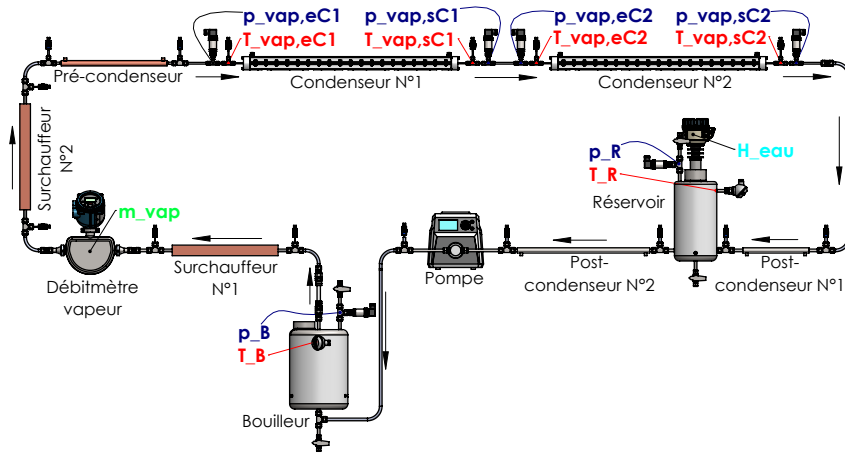 p_vap,eC1
T_vap,eC1
p_vap,sC1
T_vap,sC1
p_vap,eC2
T_vap,eC2
p_vap,sC2
T_vap,sC2
Pré-condenseur
Condenseur N°1
Condenseur N°2
Surchauffeur
N°2
p_R
T_R
H_eau
Réservoir
m_vap
Débitmètre
vapeur
Surchauffeur
N°1
Pompe
Post-
condenseur N°2
Post-
condenseur N°1
p_B
T_B
Bouilleur